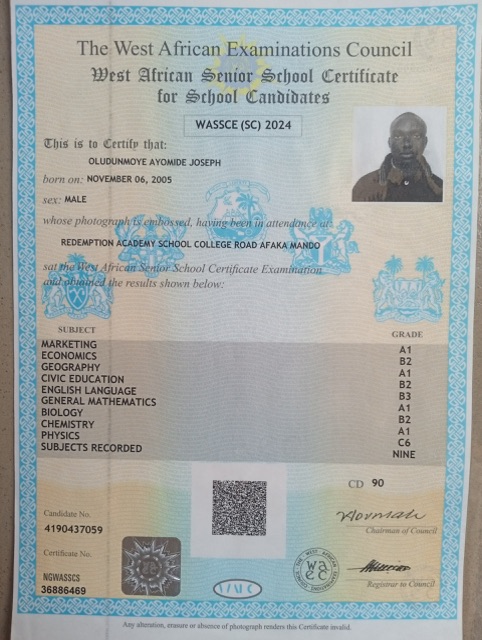 The West African Examinations Council
West African Senior School Certificate
for School Candidates
WASSCE (SC) 2024
This is to Certify that:
OLUDUNMOYE AYOMIDE JOSEPH
born on: NOVEMBER 06, 2005
sex: MALE
whose photograph is embossed, having been in attendance at:
REDEMPTION ACADEMY SCHOOL COLLEGE ROAD AFAKA MANDO
sat the West African Senior School Certificate Examination
and obtained the results shown below:
SUBJECT GRADE
MARKETING A1
ECONOMICS B2
GEOGRAPHY A1
CIVIC EDUCATION B2
ENGLISH LANGUAGE B3
GENERAL MATHEMATICS A1
BIOLOGY B2
CHEMISTRY A1
PHYSICS C6
SUBJECTS RECORDED NINE
CD 90
Candidate No.
4190437059
Chairman of Council
Certificate No.
NGWASSCS
36886469
Registrar to Council
Any alteration, erasure or absence of photograph renders this Certificate invalid.